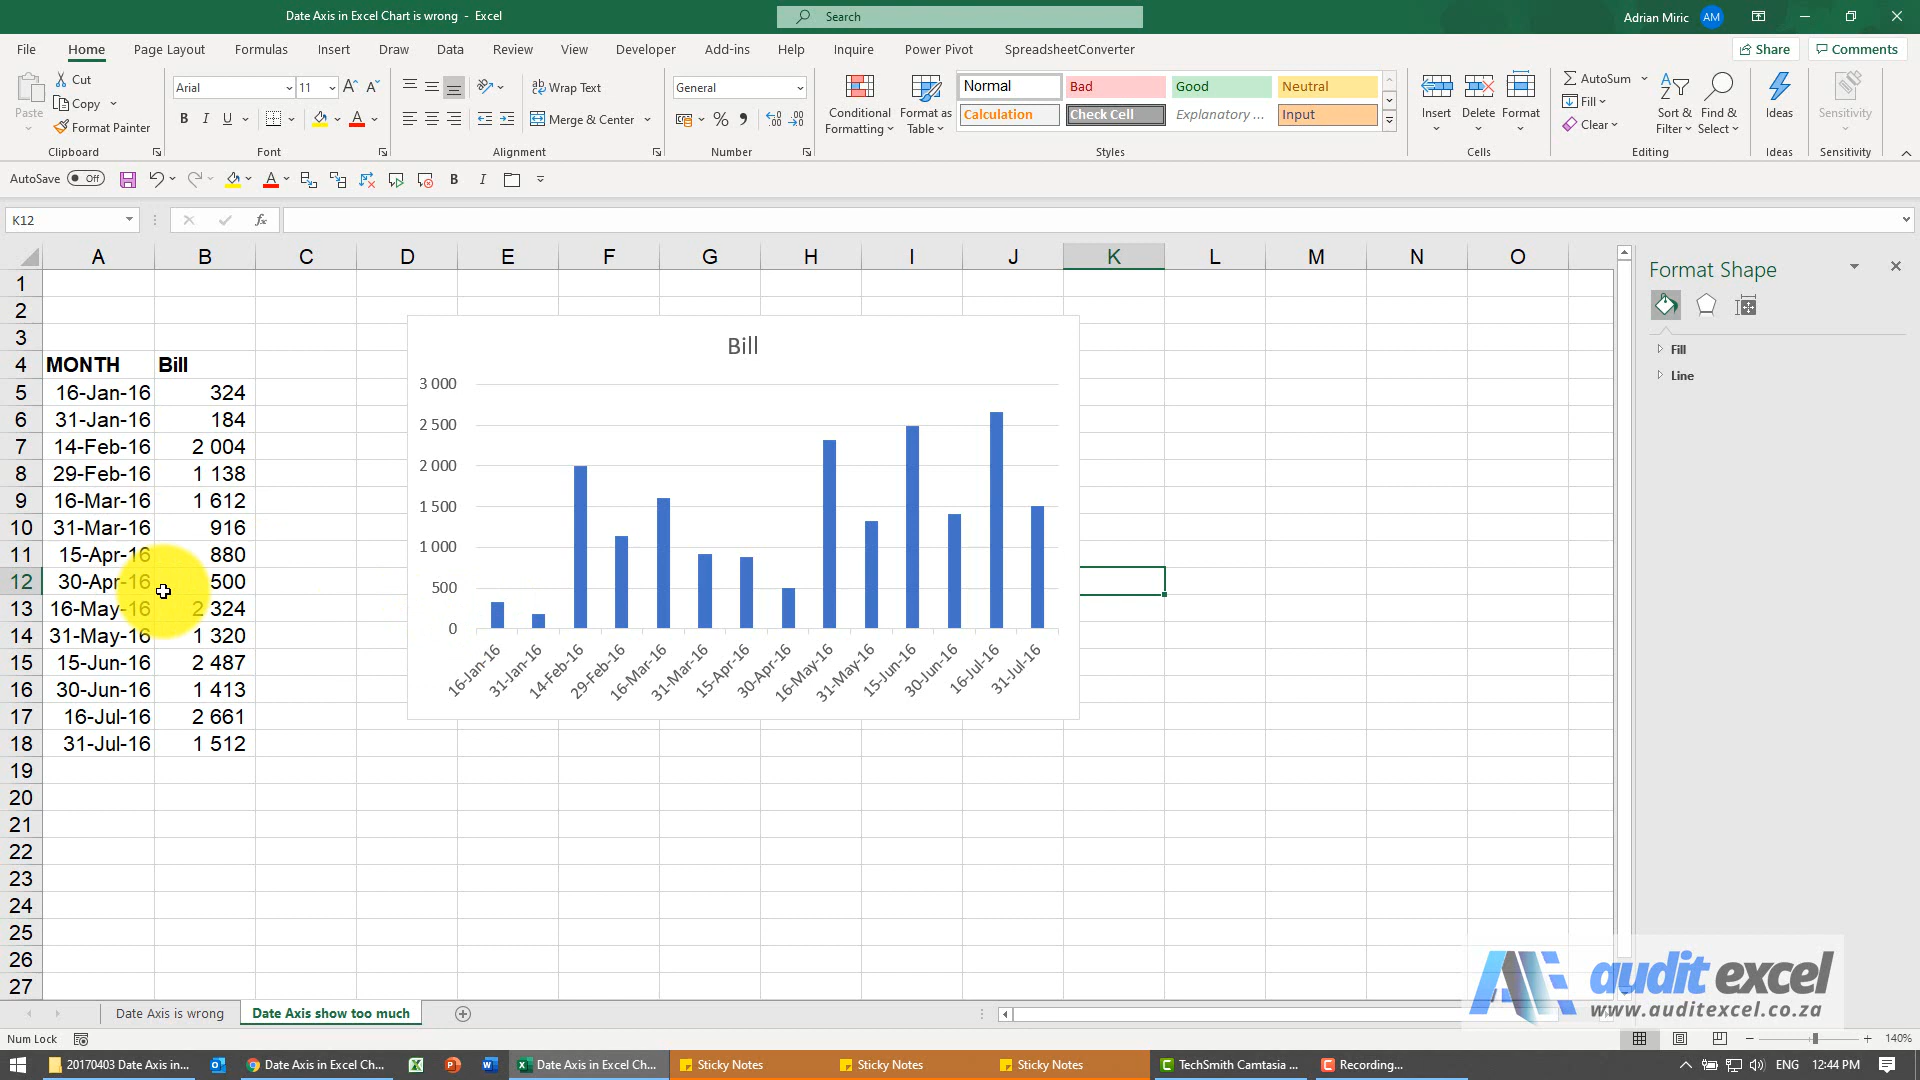 Date Axis in Excel Chart is wrong - Excel
Search
Adrian Miric AM
File Home Page Layout Formulas Insert Draw Data Review View Developer Add-ins Help Inquire Power Pivot SpreadsheetConverter Share Comments
Paste Cut Copy Format Painter
Arial 11
B I U
Wrap Text
Merge & Center
General
Conditional Formatting
Format as Table
Normal Bad Good Neutral
Calculation Check Cell Explanatory ... Input
Insert Delete Format
AutoSum Fill Clear
Sort & Filter
Find & Select
Ideas
Sensitivity
Clipboard Font Alignment Number Styles Cells Editing Ideas Sensitivity
AutoSave Off B I
K12 fx
A B C D E F G H I J K L M N O
1
2
3
4 MONTH Bill
5 16-Jan-16 324
6 31-Jan-16 184
7 14-Feb-16 2 004
8 29-Feb-16 1 138
9 16-Mar-16 1 612
10 31-Mar-16 916
11 15-Apr-16 880
12 30-Apr-16 500
13 16-May-16 2 324
14 31-May-16 1 320
15 15-Jun-16 2 487
16 30-Jun-16 1 413
17 16-Jul-16 2 661
18 31-Jul-16 1 512
19
20
21
22
23
24
25
26
27
Bill
3 000
2 500
2 000
1 500
1 000
500
0
16-Jan-16 31-Jan-16 14-Feb-16 29-Feb-16 16-Mar-16 31-Mar-16 15-Apr-16 30-Apr-16 16-May-16 31-May-16 15-Jun-16 30-Jun-16 16-Jul-16 31-Jul-16
Format Shape
Fill
Line
audit excel
www.auditexcel.co.za
Date Axis is wrong Date Axis show too much
Num Lock 140%
20170403 Date Axis in... Date Axis in Excel Ch... Date Axis in Excel Ch... Sticky Notes Sticky Notes Sticky Notes TechSmith Camtasia ... Recording... ENG 12:44 PM